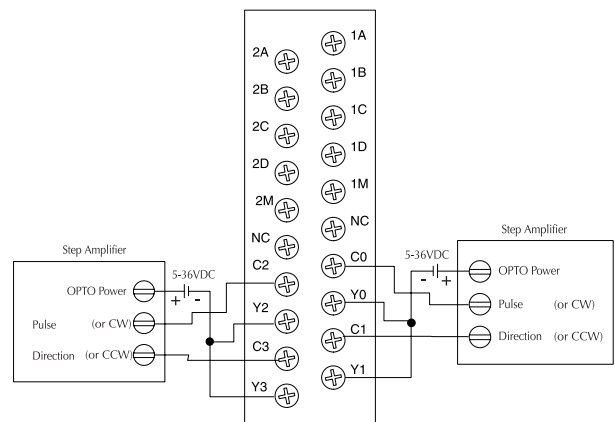 1A
2A
1B
2B
1C
2C
1D
2D
1M
2M
NC
NC
Step Amplifier
5-36VDC
C0
OPTO Power
- +
Step Amplifier
5-36VDC
C2
OPTO Power
+ -
Y0
Pulse (or CW)
Y2
Pulse (or CW)
C1
Direction (or CCW)
C3
Direction (or CCW)
Y1
Y3